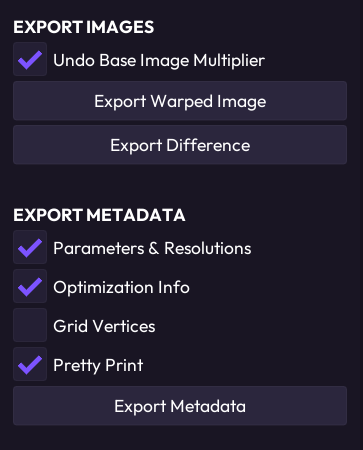 EXPORT IMAGES
Undo Base Image Multiplier
Export Warped Image
Export Difference
EXPORT METADATA
Parameters & Resolutions
Optimization Info
Grid Vertices
Pretty Print
Export Metadata